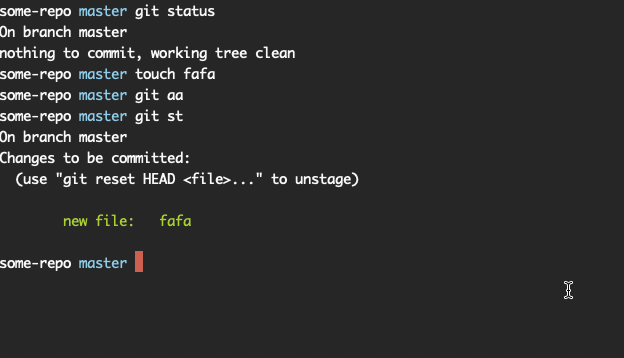 some-repo master git status
On branch master
nothing to commit, working tree clean
some-repo master touch fafa
some-repo master git aa
some-repo master git st
On branch master
Changes to be committed:
  (use "git reset HEAD <file>..." to unstage)

        new file:   fafa

some-repo master